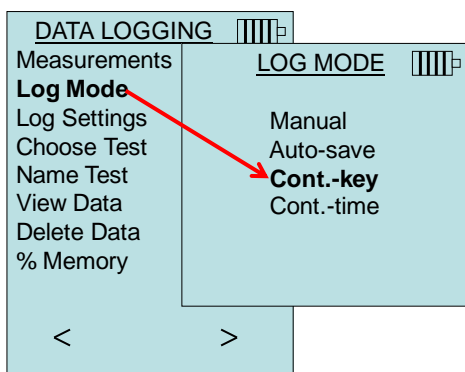 DATA LOGGING
Measurements
Log Mode
Log Settings
Choose Test
Name Test
View Data
Delete Data
% Memory
< >
LOG MODE
Manual
Auto-save
Cont.-key
Cont.-time